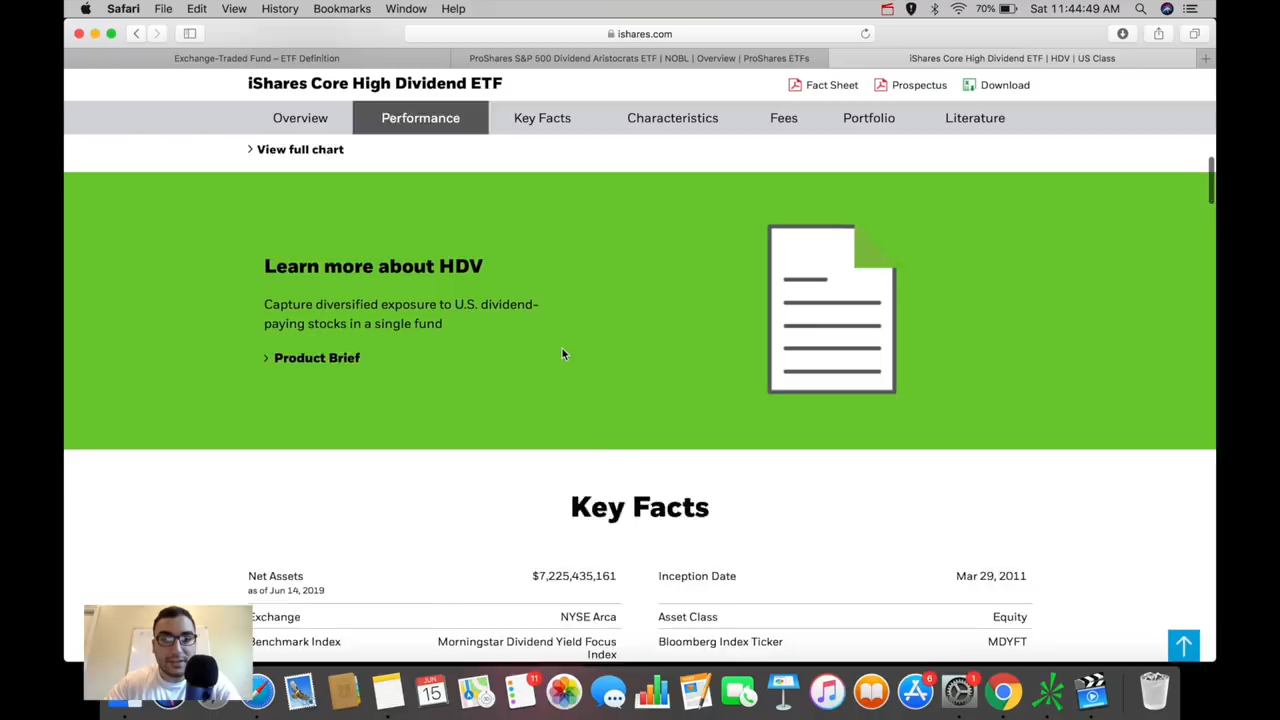 Safari File Edit View History Bookmarks Window Help 70% Sat 11:44:49 AM
ishares.com
Exchange-Traded Fund – ETF Definition
ProShares S&P 500 Dividend Aristocrats ETF | NOBL | Overview | ProShares ETFs
iShares Core High Dividend ETF | HDV | US Class
iShares Core High Dividend ETF
Fact Sheet Prospectus Download
Overview Performance Key Facts Characteristics Fees Portfolio Literature
View full chart
Learn more about HDV
Capture diversified exposure to U.S. dividend-
paying stocks in a single fund
Product Brief
Key Facts
Net Assets $7,225,435,161 Inception Date Mar 29, 2011
as of Jun 14, 2019
Exchange NYSE Arca Asset Class Equity
Benchmark Index Morningstar Dividend Yield Focus Bloomberg Index Ticker MDYFT
Index
JUN
15
11
6
1